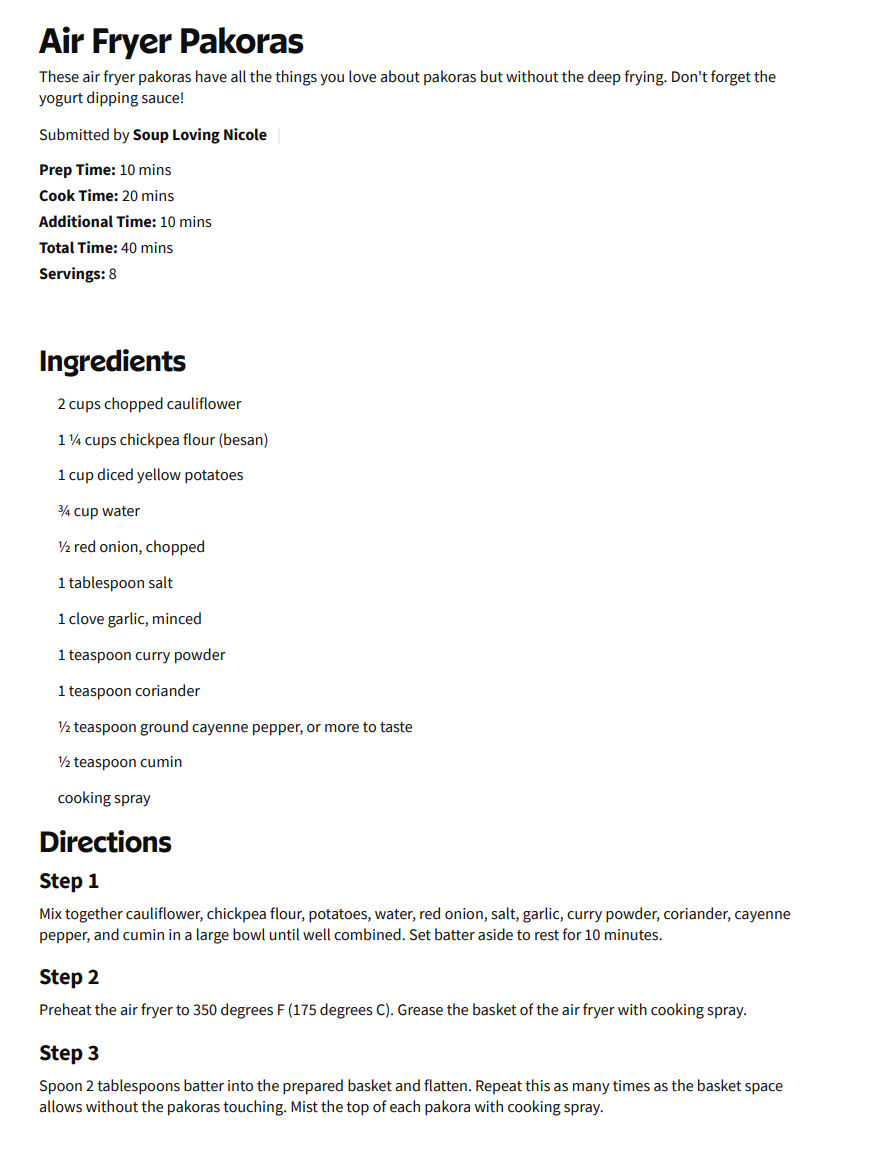 Air Fryer Pakoras
These air fryer pakoras have all the things you love about pakoras but without the deep frying. Don't forget the
yogurt dipping sauce!
Submitted by Soup Loving Nicole
Prep Time: 10 mins
Cook Time: 20 mins
Additional Time: 10 mins
Total Time: 40 mins
Servings: 8
Ingredients
2 cups chopped cauliflower
1 ¼ cups chickpea flour (besan)
1 cup diced yellow potatoes
¾ cup water
½ red onion, chopped
1 tablespoon salt
1 clove garlic, minced
1 teaspoon curry powder
1 teaspoon coriander
½ teaspoon ground cayenne pepper, or more to taste
½ teaspoon cumin
cooking spray
Directions
Step 1
Mix together cauliflower, chickpea flour, potatoes, water, red onion, salt, garlic, curry powder, coriander, cayenne
pepper, and cumin in a large bowl until well combined. Set batter aside to rest for 10 minutes.
Step 2
Preheat the air fryer to 350 degrees F (175 degrees C). Grease the basket of the air fryer with cooking spray.
Step 3
Spoon 2 tablespoons batter into the prepared basket and flatten. Repeat this as many times as the basket space
allows without the pakoras touching. Mist the top of each pakora with cooking spray.